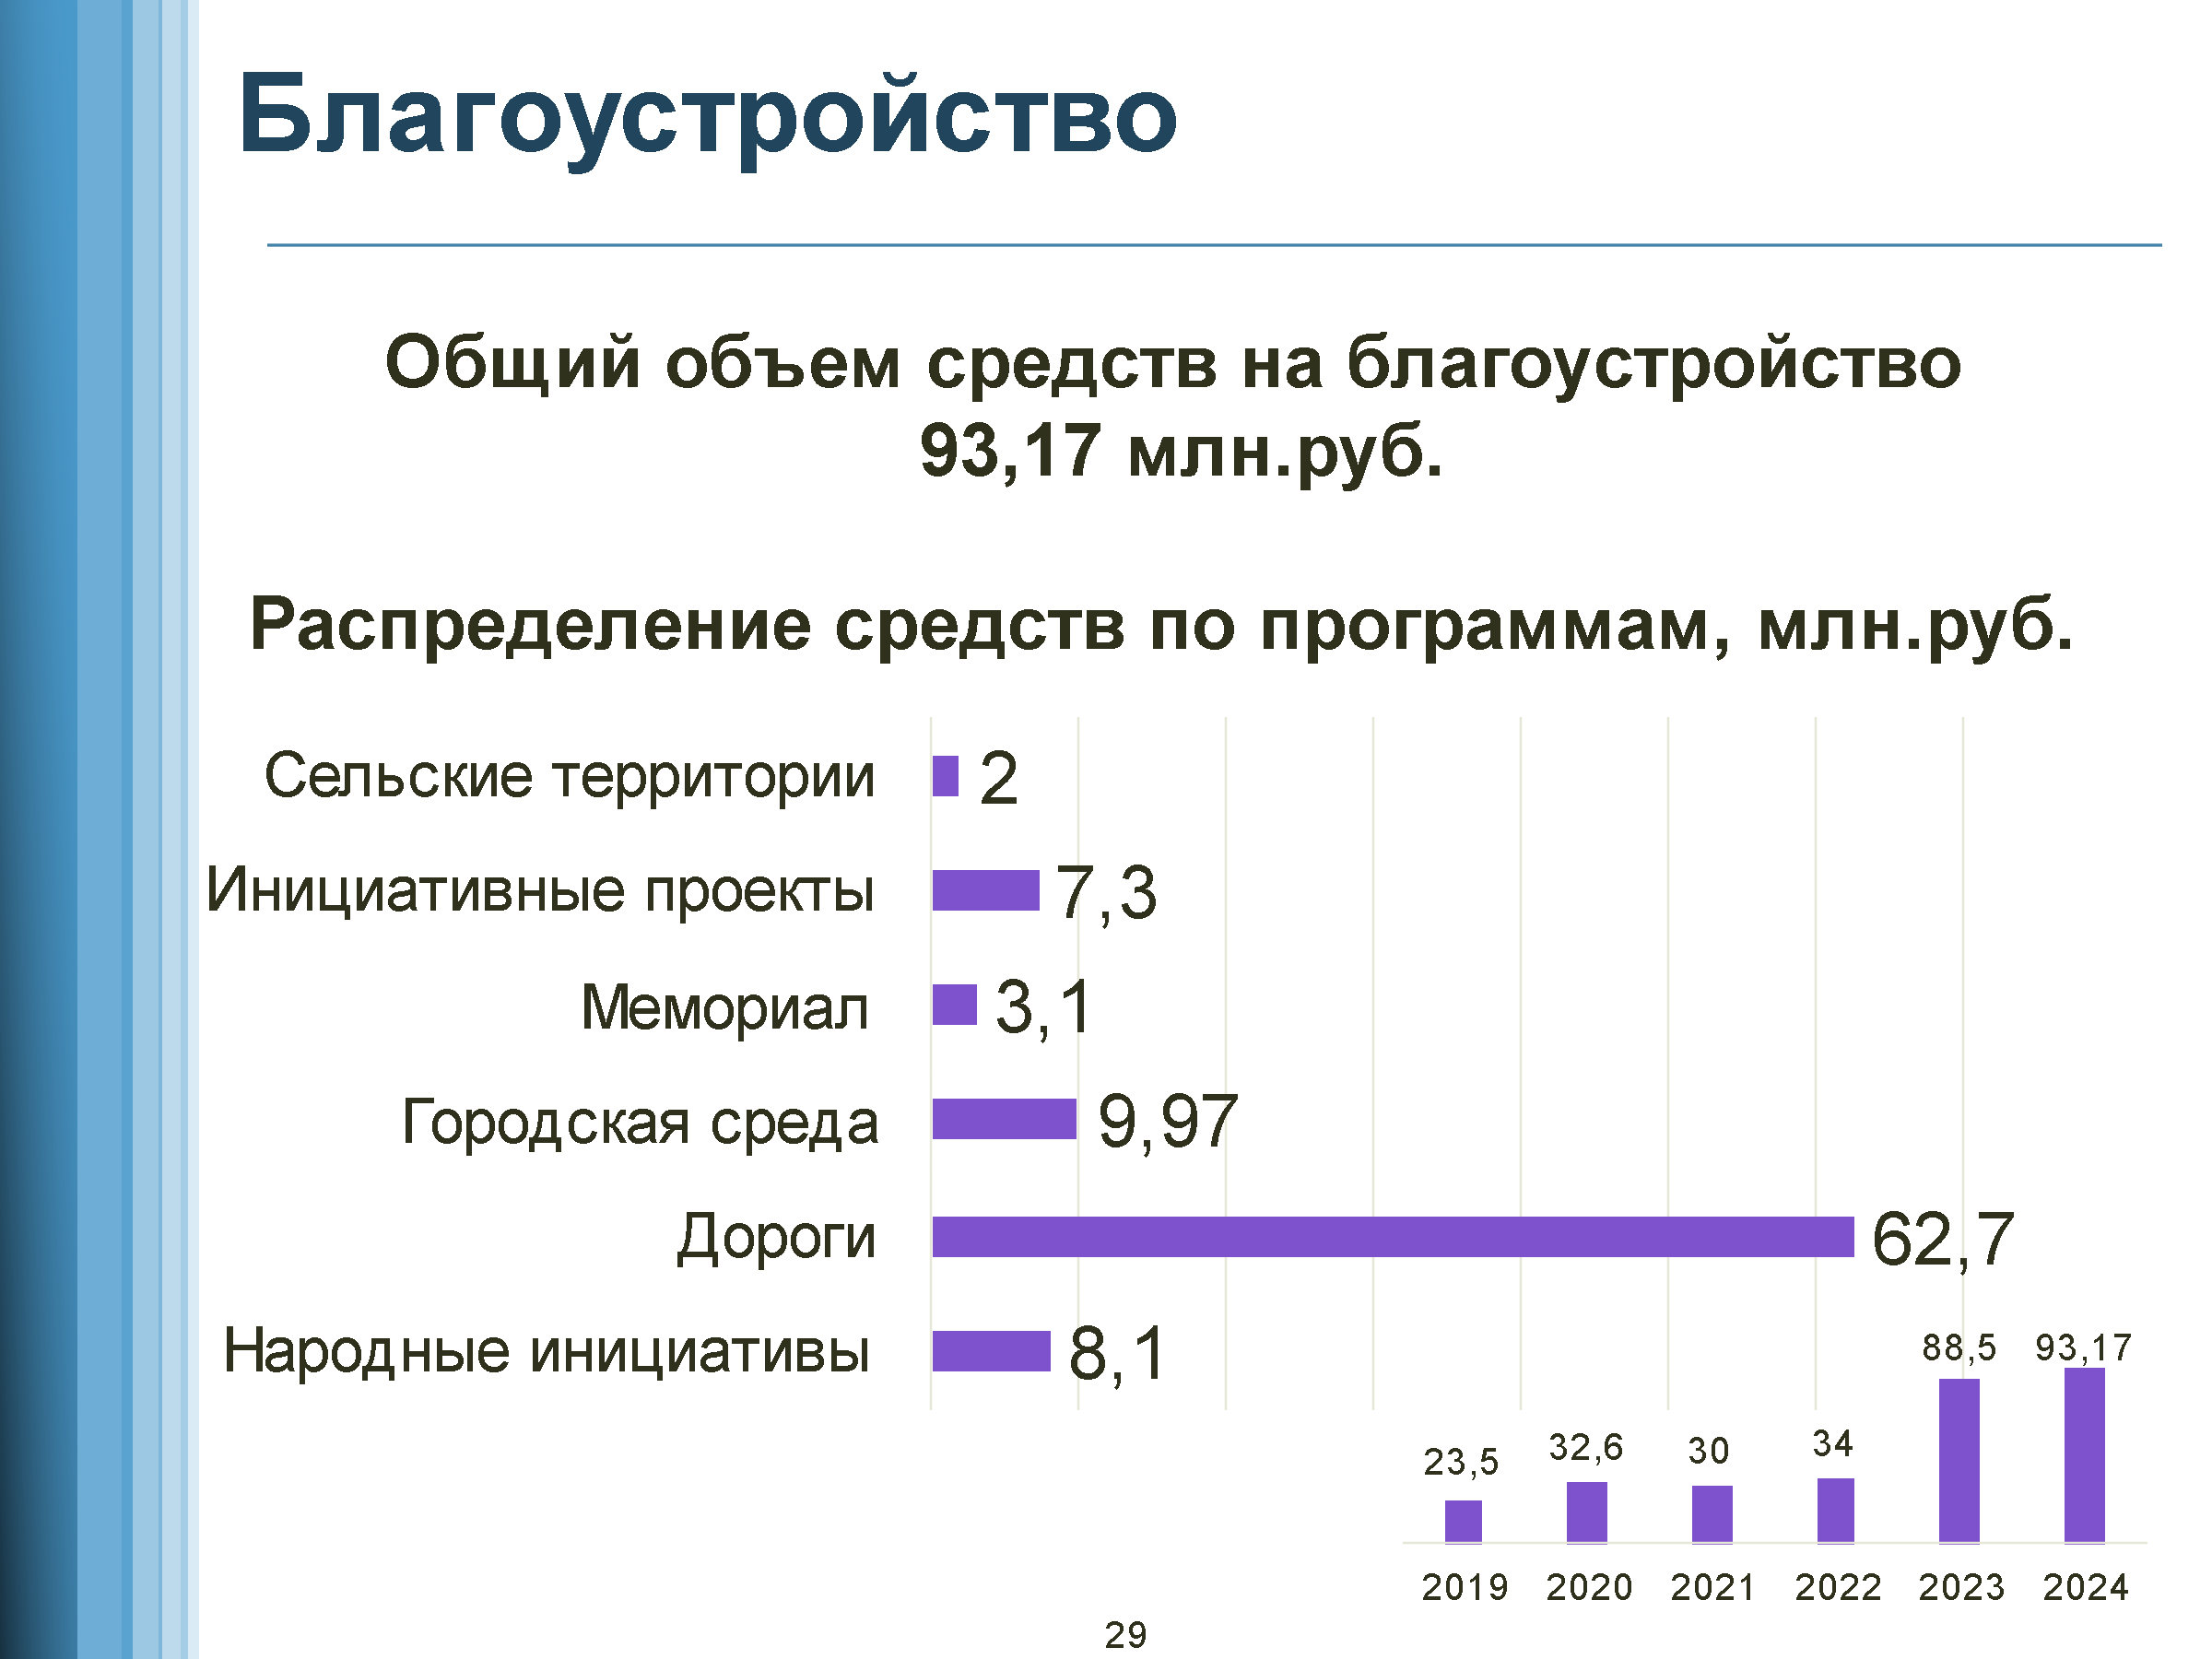 Благоустройство
Общий объем средств на благоустройство
93,17 млн.руб.
Распределение средств по программам, млн.руб.
Сельские территории 2
Инициативные проекты 7,3
Мемориал 3,1
Городская среда 9,97
Дороги 62,7
Народные инициативы 8,1
23,5 32,6 30 34 88,5 93,17
2019 2020 2021 2022 2023 2024
29